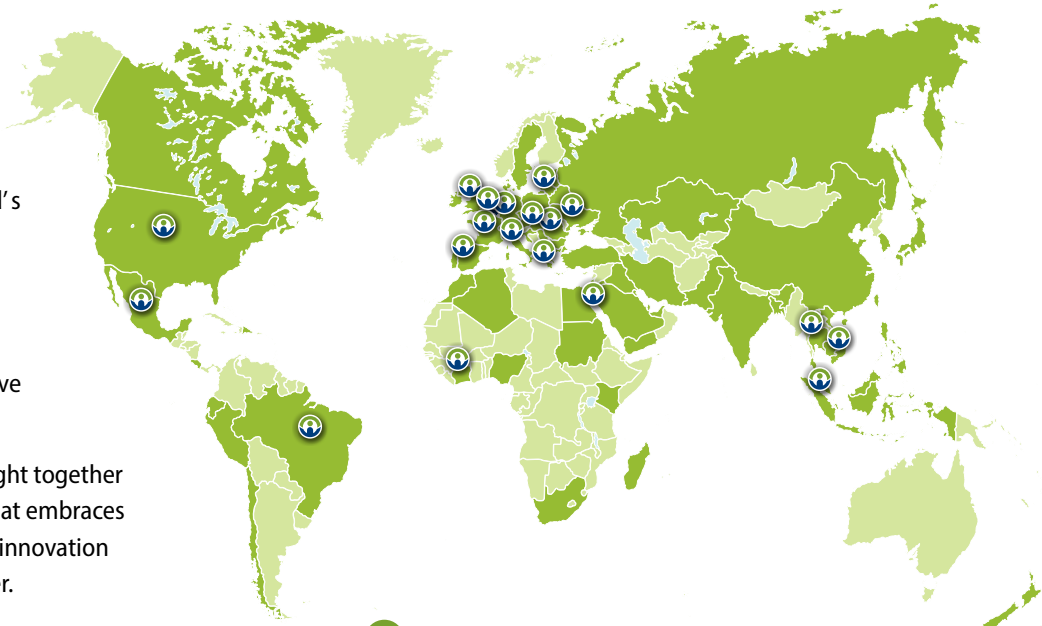 's
ve
ght together
at embraces
innovation
r.